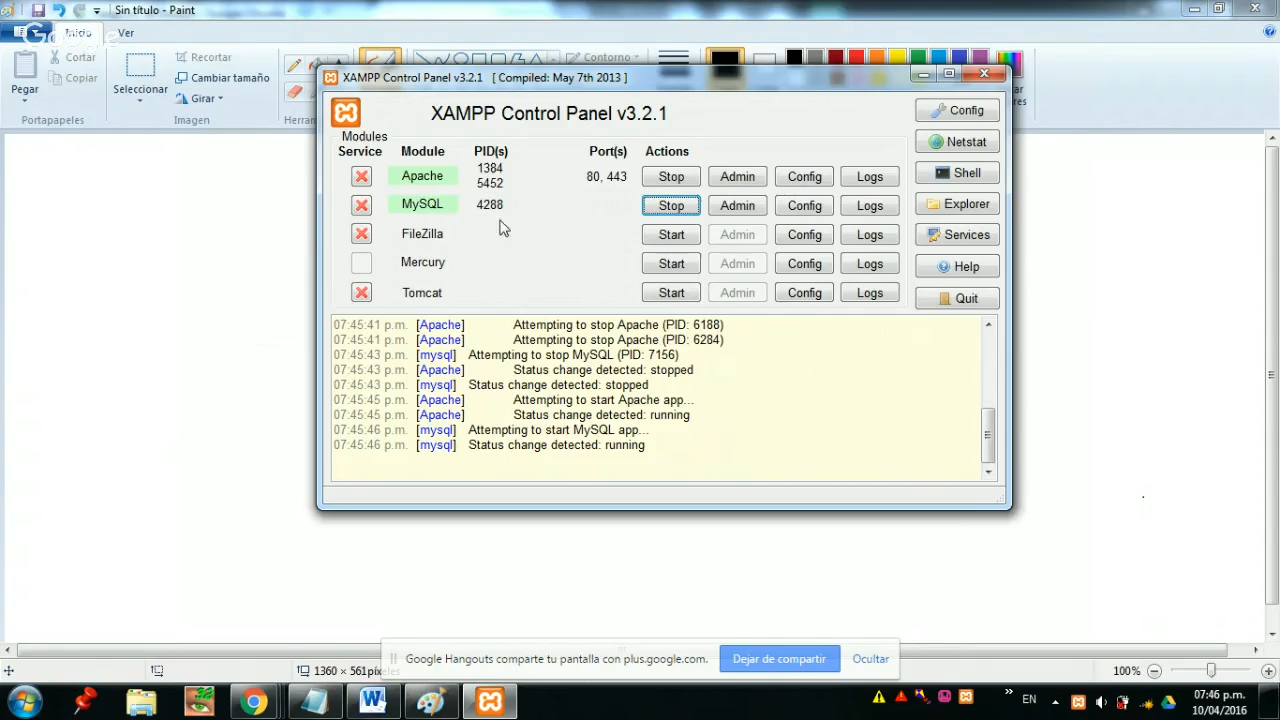 Sin título - Paint
Google
Inicio
Ver
Pegar
Cortar
Copiar
Portapapeles
Seleccionar
Recortar
Cambiar tamaño
Girar
Imagen
Contorno
XAMPP Control Panel v3.2.1 [ Compiled: May 7th 2013 ]
XAMPP Control Panel v3.2.1
Config
Netstat
Shell
Explorer
Services
Help
Quit
Modules
Service Module PID(s) Port(s) Actions
Apache 1384 5452 80, 443 Stop Admin Config Logs
MySQL 4288 Stop Admin Config Logs
FileZilla Start Admin Config Logs
Mercury Start Admin Config Logs
Tomcat Start Admin Config Logs
07:45:41 p.m. [Apache] Attempting to stop Apache (PID: 6188)
07:45:41 p.m. [Apache] Attempting to stop Apache (PID: 6284)
07:45:43 p.m. [mysql] Attempting to stop MySQL (PID: 7156)
07:45:43 p.m. [Apache] Status change detected: stopped
07:45:43 p.m. [mysql] Status change detected: stopped
07:45:45 p.m. [Apache] Attempting to start Apache app...
07:45:45 p.m. [Apache] Status change detected: running
07:45:46 p.m. [mysql] Attempting to start MySQL app...
07:45:46 p.m. [mysql] Status change detected: running
Google Hangouts comparte tu pantalla con plus.google.com. Dejar de compartir Ocultar
1360 × 561píxeles
100%
EN
07:46 p.m.
10/04/2016